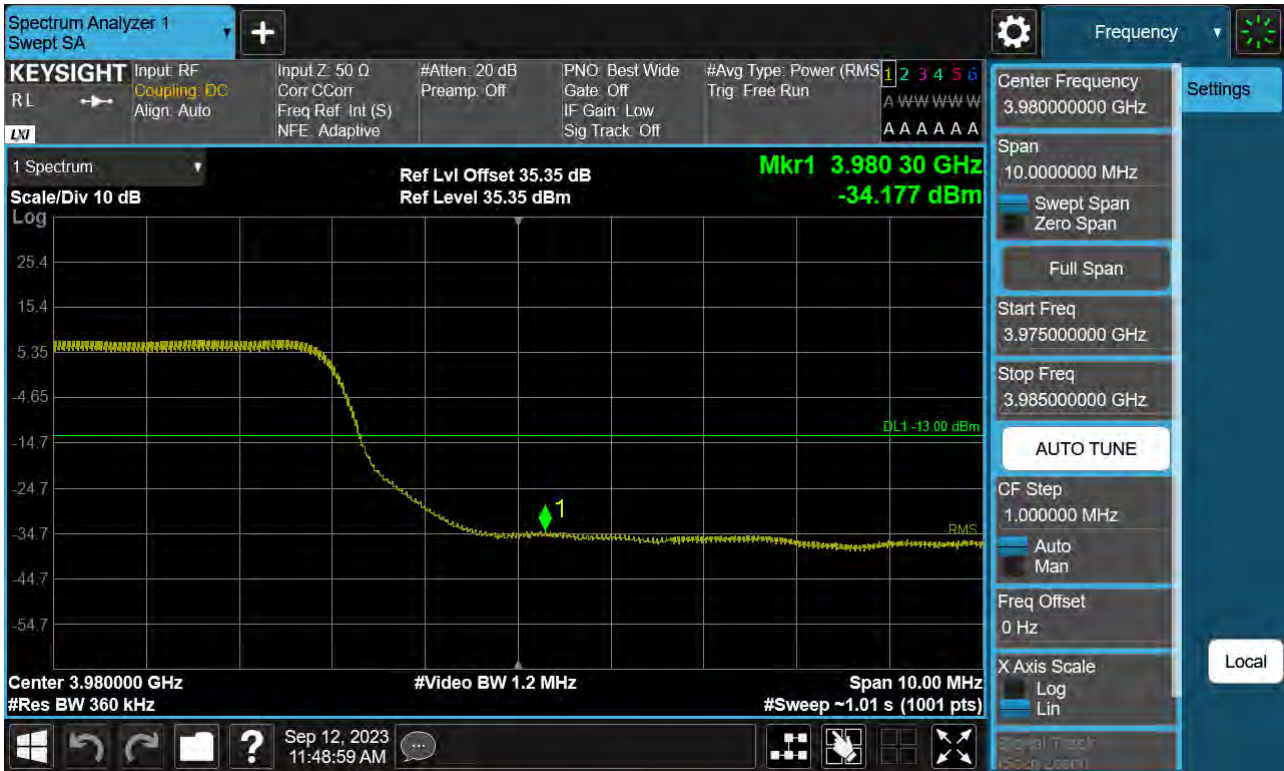 Spectrum Analyzer 1
Swept SA
+
Frequency
KEYSIGHT
RL
LXI
Input: RF
Coupling: DC
Align: Auto
Input Z: 50 Ω
Corr CCorr
Freq Ref: Int (S)
NFE: Adaptive
#Atten: 20 dB
Preamp: Off
PNO: Best Wide
Gate: Off
IF Gain: Low
Sig Track: Off
#Avg Type: Power (RMS
Trig: Free Run
1 2 3 4 5 6
A W W W W W
A A A A A A
1 Spectrum
Scale/Div 10 dB
Log
Ref Lvl Offset 35.35 dB
Ref Level 35.35 dBm
Mkr1 3.980 30 GHz
-34.177 dBm
25.4
15.4
5.35
-4.65
-14.7
-24.7
-34.7
-44.7
-54.7
DL1 -13.00 dBm
1
RMS
Center 3.980000 GHz
#Res BW 360 kHz
#Video BW 1.2 MHz
Span 10.00 MHz
#Sweep ~1.01 s (1001 pts)
Center Frequency
3.980000000 GHz
Settings
Span
10.0000000 MHz
Swept Span
Zero Span
Full Span
Start Freq
3.975000000 GHz
Stop Freq
3.985000000 GHz
AUTO TUNE
CF Step
1.000000 MHz
Auto
Man
Freq Offset
0 Hz
X Axis Scale
Log
Lin
Local
Signal Track
(Span Zoom)
?
Sep 12, 2023
11:48:59 AM